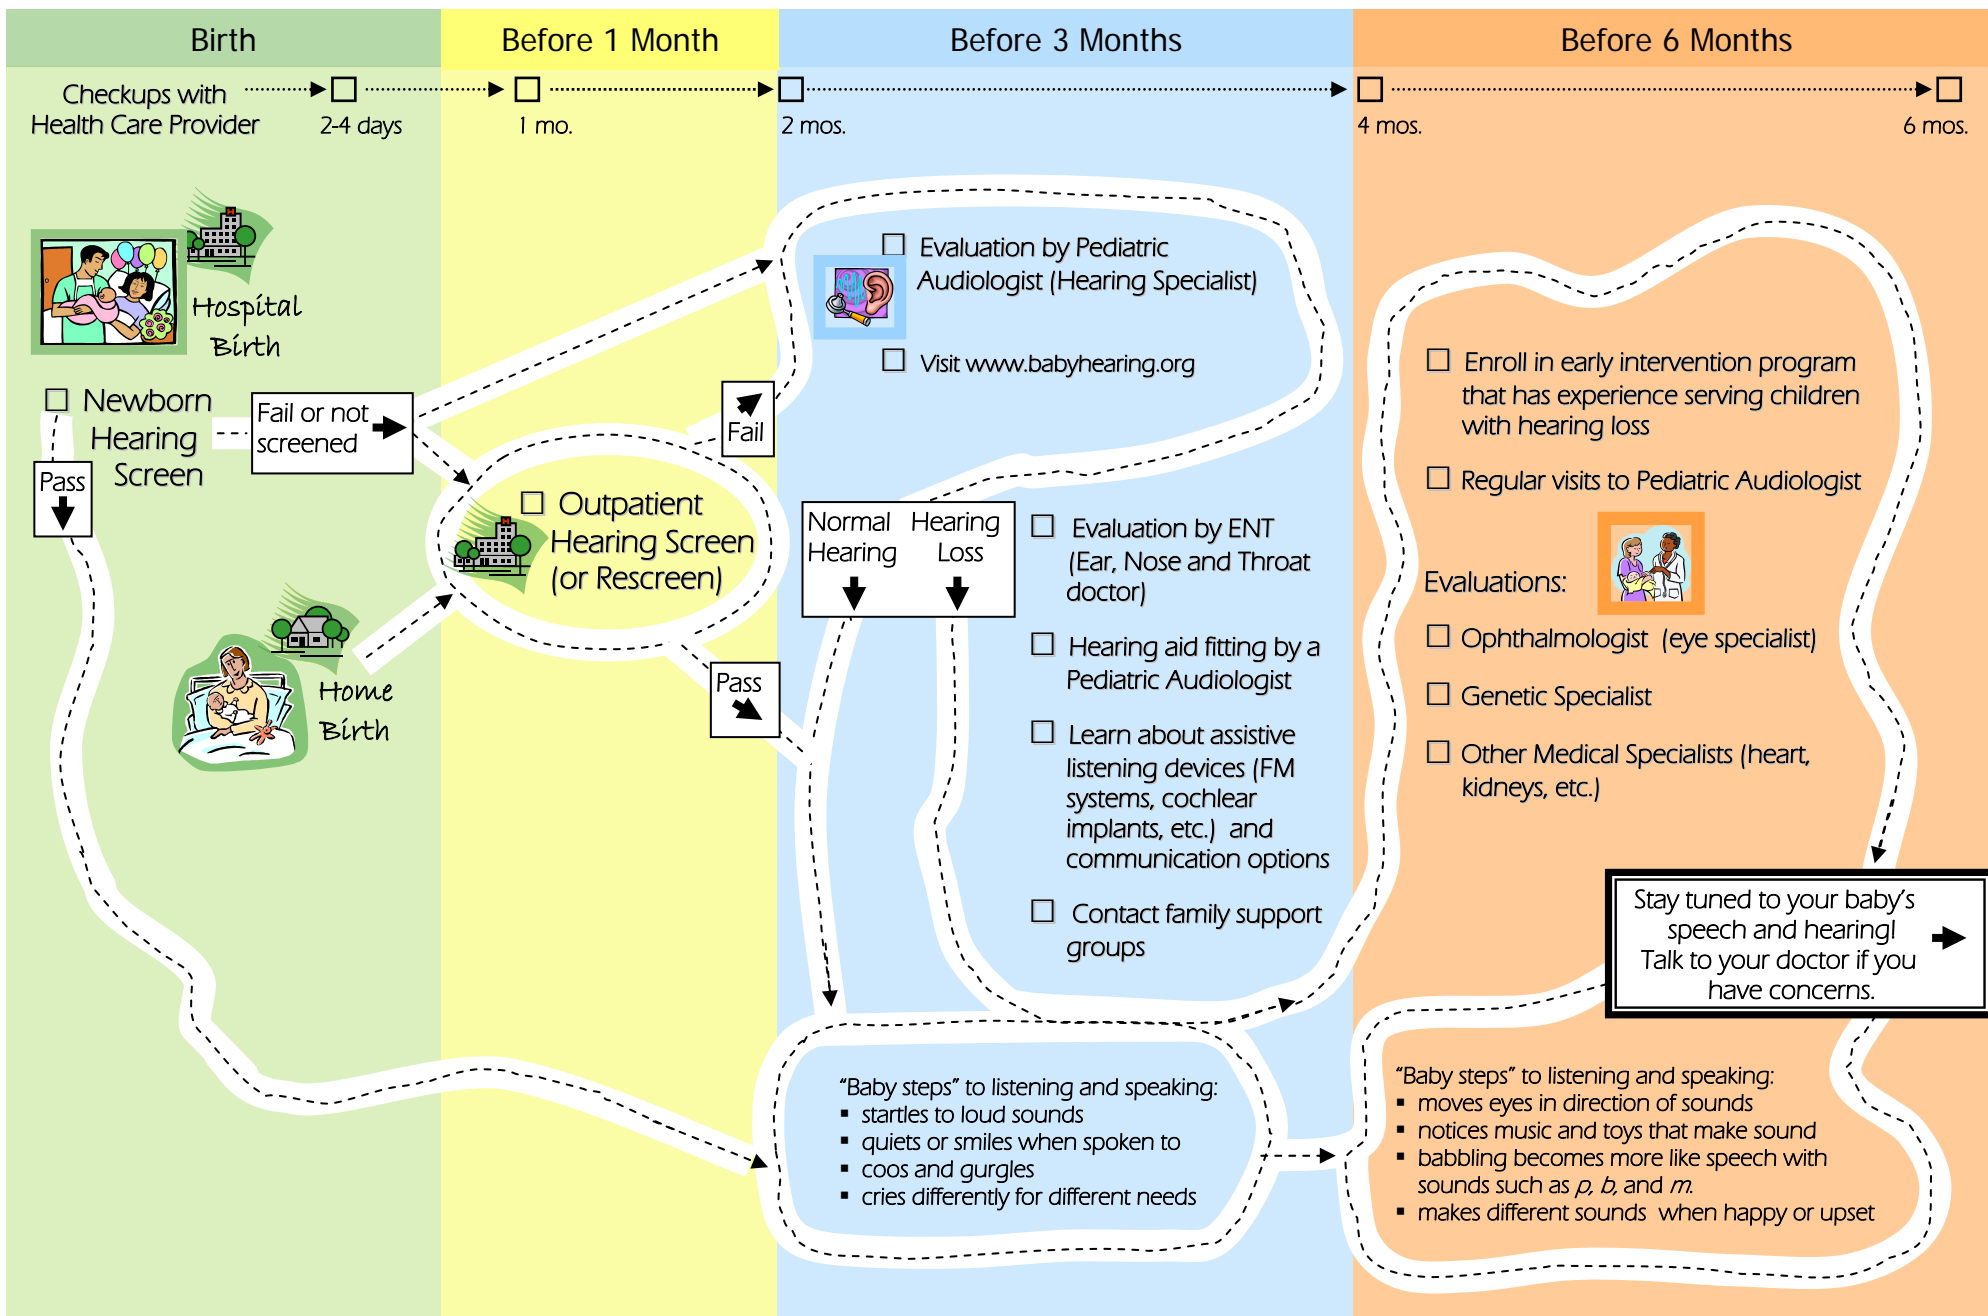 Birth
Before 1 Month
Before 3 Months
Before 6 Months
Checkups with
Health Care Provider
2-4 days
1 mo.
2 mos.
4 mos.
6 mos.
Hospital
Birth
Newborn
Hearing
Screen
Pass
Fail or not
screened
Home
Birth
Outpatient
Hearing Screen
(or Rescreen)
Fail
Pass
Evaluation by Pediatric
Audiologist (Hearing Specialist)
Visit www.babyhearing.org
Normal
Hearing
Hearing
Loss
Evaluation by ENT
(Ear, Nose and Throat
doctor)
Hearing aid fitting by a
Pediatric Audiologist
Learn about assistive
listening devices (FM
systems, cochlear
implants, etc.) and
communication options
Contact family support
groups
"Baby steps" to listening and speaking:
▪ startles to loud sounds
▪ quiets or smiles when spoken to
▪ coos and gurgles
▪ cries differently for different needs
Enroll in early intervention program
that has experience serving children
with hearing loss
Regular visits to Pediatric Audiologist
Evaluations:
Ophthalmologist (eye specialist)
Genetic Specialist
Other Medical Specialists (heart,
kidneys, etc.)
Stay tuned to your baby's
speech and hearing!
Talk to your doctor if you
have concerns.
"Baby steps" to listening and speaking:
▪ moves eyes in direction of sounds
▪ notices music and toys that make sound
▪ babbling becomes more like speech with
sounds such as p, b, and m.
▪ makes different sounds when happy or upset